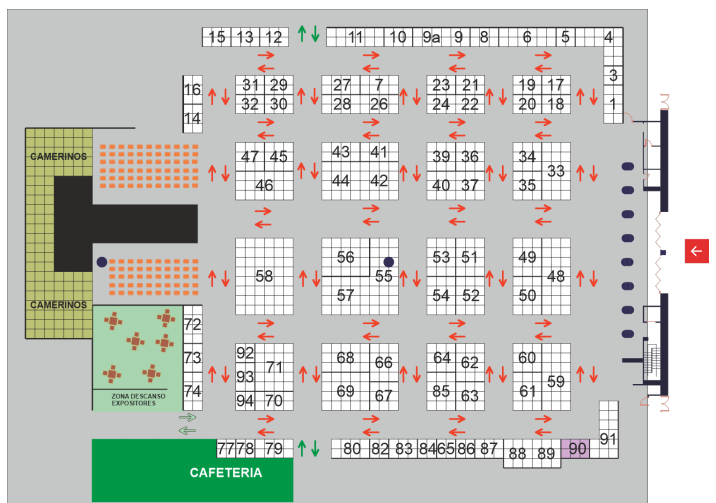 15 13 12 11 10 9a 9 8 6 5 4
3
1
16 31 29 27 7 23 21 19 17
14 32 30 28 26 24 22 20 18
CAMERINOS
47 45 43 41 39 36 34 33
46 44 42 40 37 35
58 56 55 53 51 49 48
57 54 52 50
CAMERINOS
72 92 71 68 66 64 62 60 59
73 93 69 67 85 63 61
74 94 70
ZONA DESCANSO
EXPOSITORES
77 78 79 80 82 83 84 65 86 87 88 89 90 91
CAFETERIA